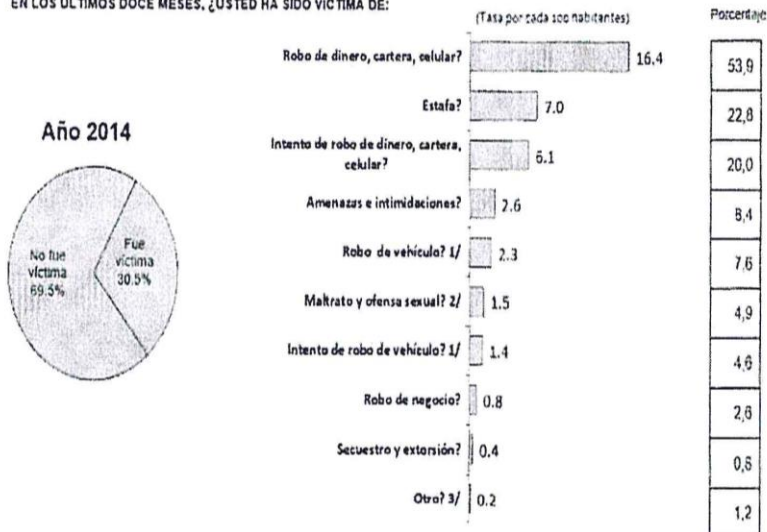 EN LOS ÚLTIMOS DOCE MESES, ¿USTED HA SIDO VÍCTIMA DE:
(Tasa por cada 100 habitantes)
Porcentaje
Robo de dinero, cartera, celular? 16.4 53,9
Estafa? 7.0 22,8
Intento de robo de dinero, cartera,
celular? 6.1 20,0
Amenazas e intimidaciones? 2.6 8,4
Robo de vehículo? 1/ 2.3 7,6
Maltrato y ofensa sexual? 2/ 1.5 4,9
Intento de robo de vehículo? 1/ 1.4 4,6
Robo de negocio? 0.8 2,6
Secuestro y extorsión? 0.4
Otro? 3/ 0.2 1,2
Año 2014
No fue
víctima
69.5%
Fue
víctima
30.5%